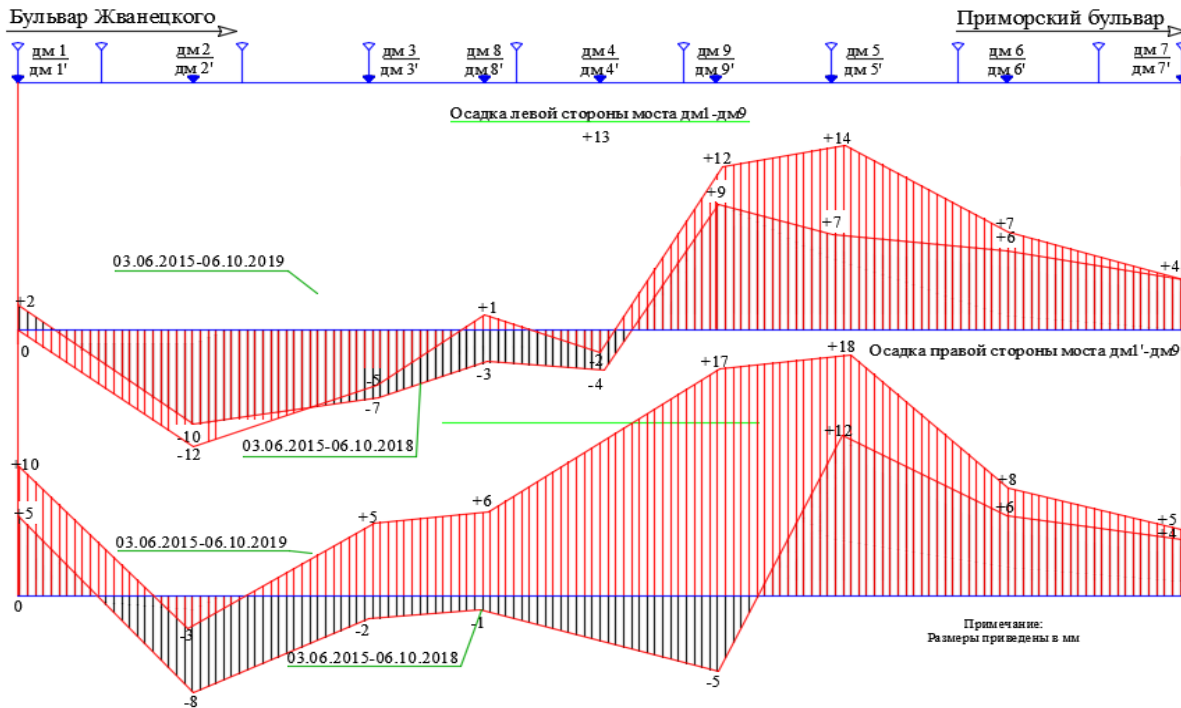 Бульвар Жванецкого
Приморский бульвар
дм 1
дм 1'
дм 2
дм 2'
дм 3
дм 3'
дм 8
дм 8'
дм 4
дм 4'
дм 9
дм 9'
дм 5
дм 5'
дм 6
дм 6'
дм 7
дм 7'
Осадка левой стороны моста дм1-дм9
+13
+14
+12
+9
+7
+7
+6
+4
03.06.2015-06.10.2019
+2
0
+1
-2
-5
-3
-4
-7
-10
-12
03.06.2015-06.10.2018
Осадка правой стороны моста дм1'-дм9
+18
+17
+12
+10
+5
+8
+6
+6
+5
+5
+4
03.06.2015-06.10.2019
0
-3
-2
-1
-5
-8
03.06.2015-06.10.2018
Примечание:
Размеры приведены в мм